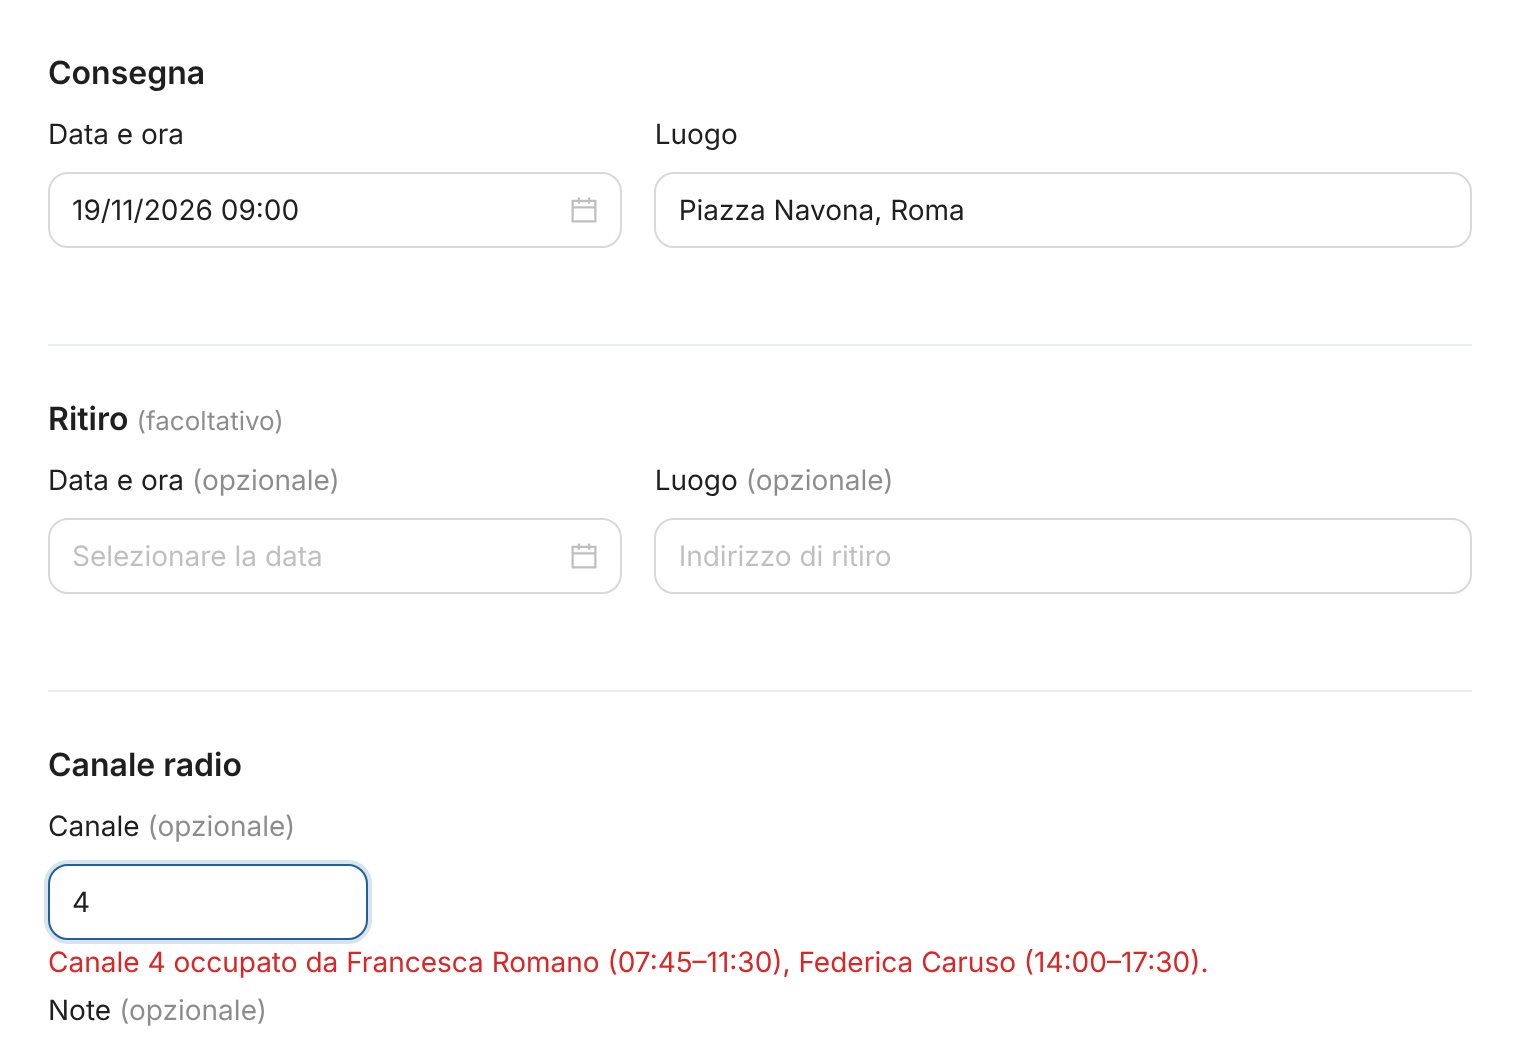 Consegna
Data e ora
Luogo
19/11/2026 09:00
Piazza Navona, Roma
Ritiro (facoltativo)
Data e ora (opzionale)
Luogo (opzionale)
Selezionare la data
Indirizzo di ritiro
Canale radio
Canale (opzionale)
4
Canale 4 occupato da Francesca Romano (07:45–11:30), Federica Caruso (14:00–17:30).
Note (opzionale)